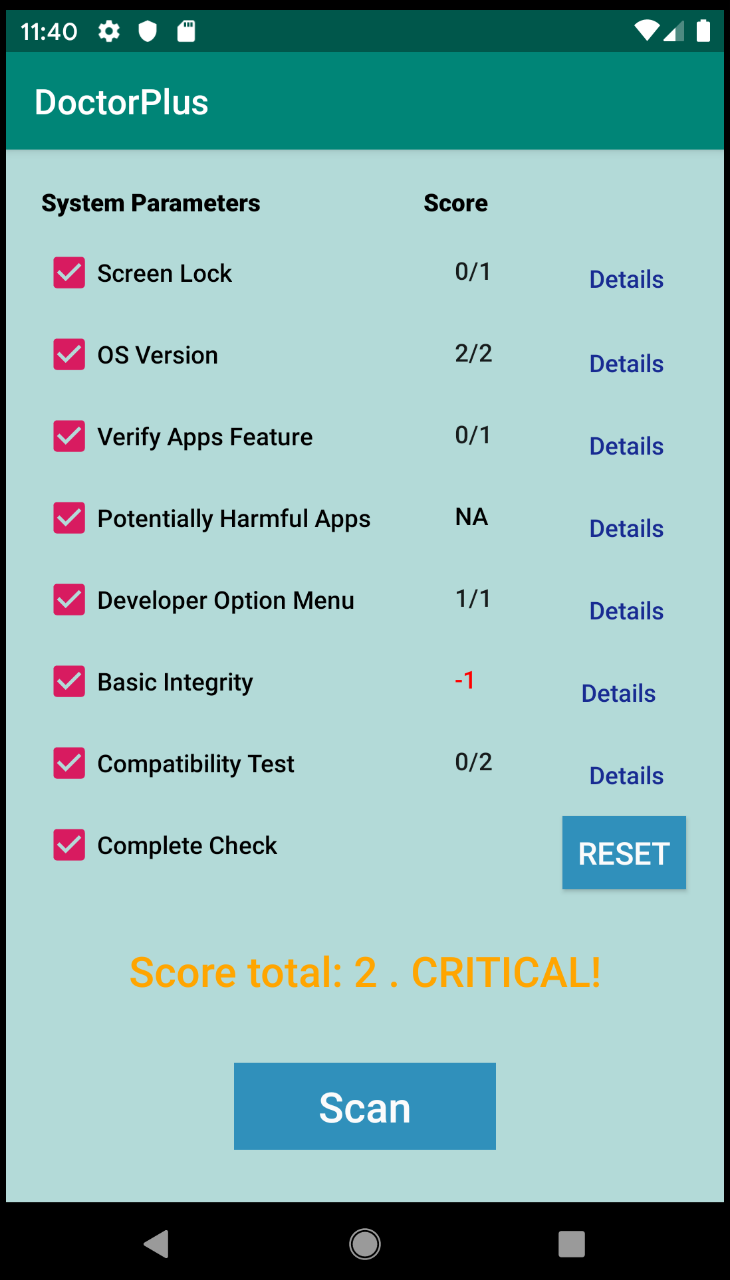 11:40
DoctorPlus
System Parameters Score
Screen Lock 0/1 Details
OS Version 2/2 Details
Verify Apps Feature 0/1 Details
Potentially Harmful Apps NA Details
Developer Option Menu 1/1 Details
Basic Integrity -1 Details
Compatibility Test 0/2 Details
Complete Check RESET
Score total: 2 . CRITICAL!
Scan